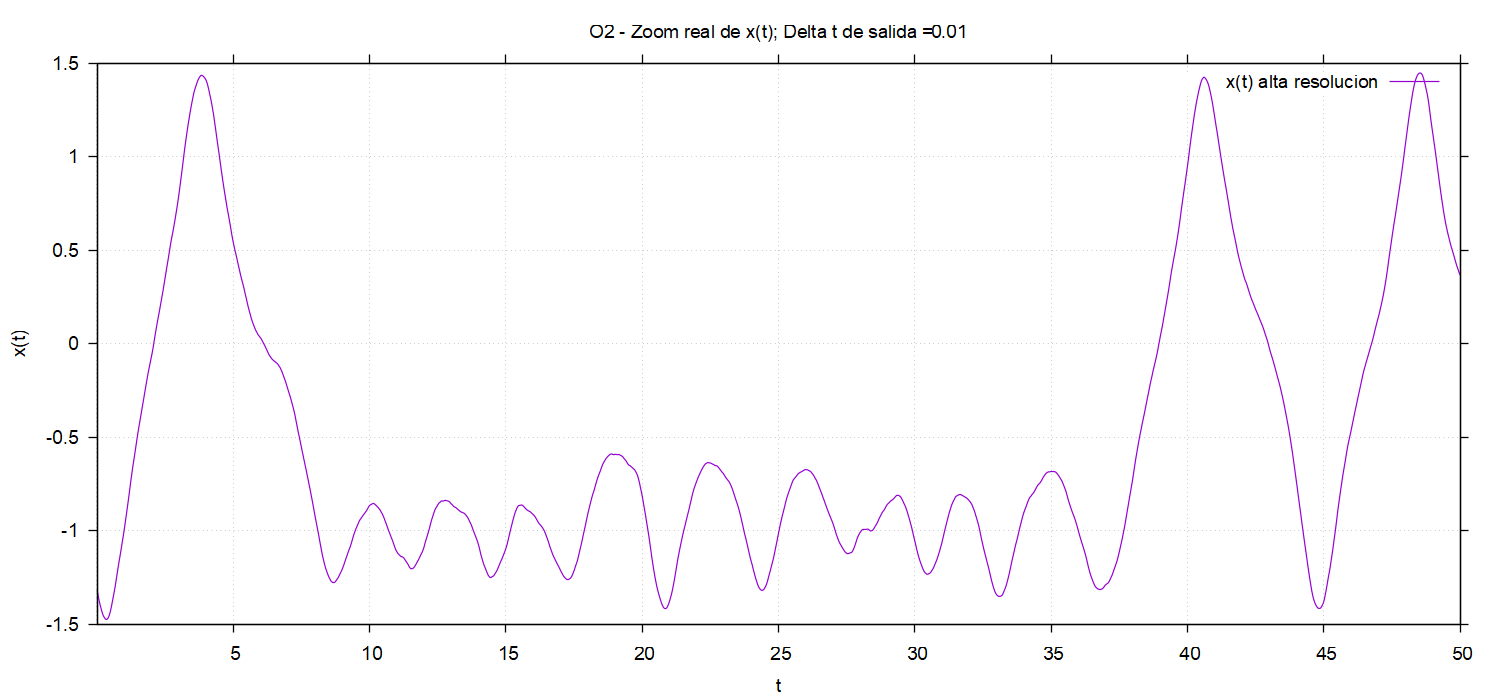 O2 - Zoom real de x(t); Delta t de salida =0.01
x(t) alta resolucion
1.5
1
0.5
0
-0.5
-1
-1.5
x(t)
5 10 15 20 25 30 35 40 45 50
t